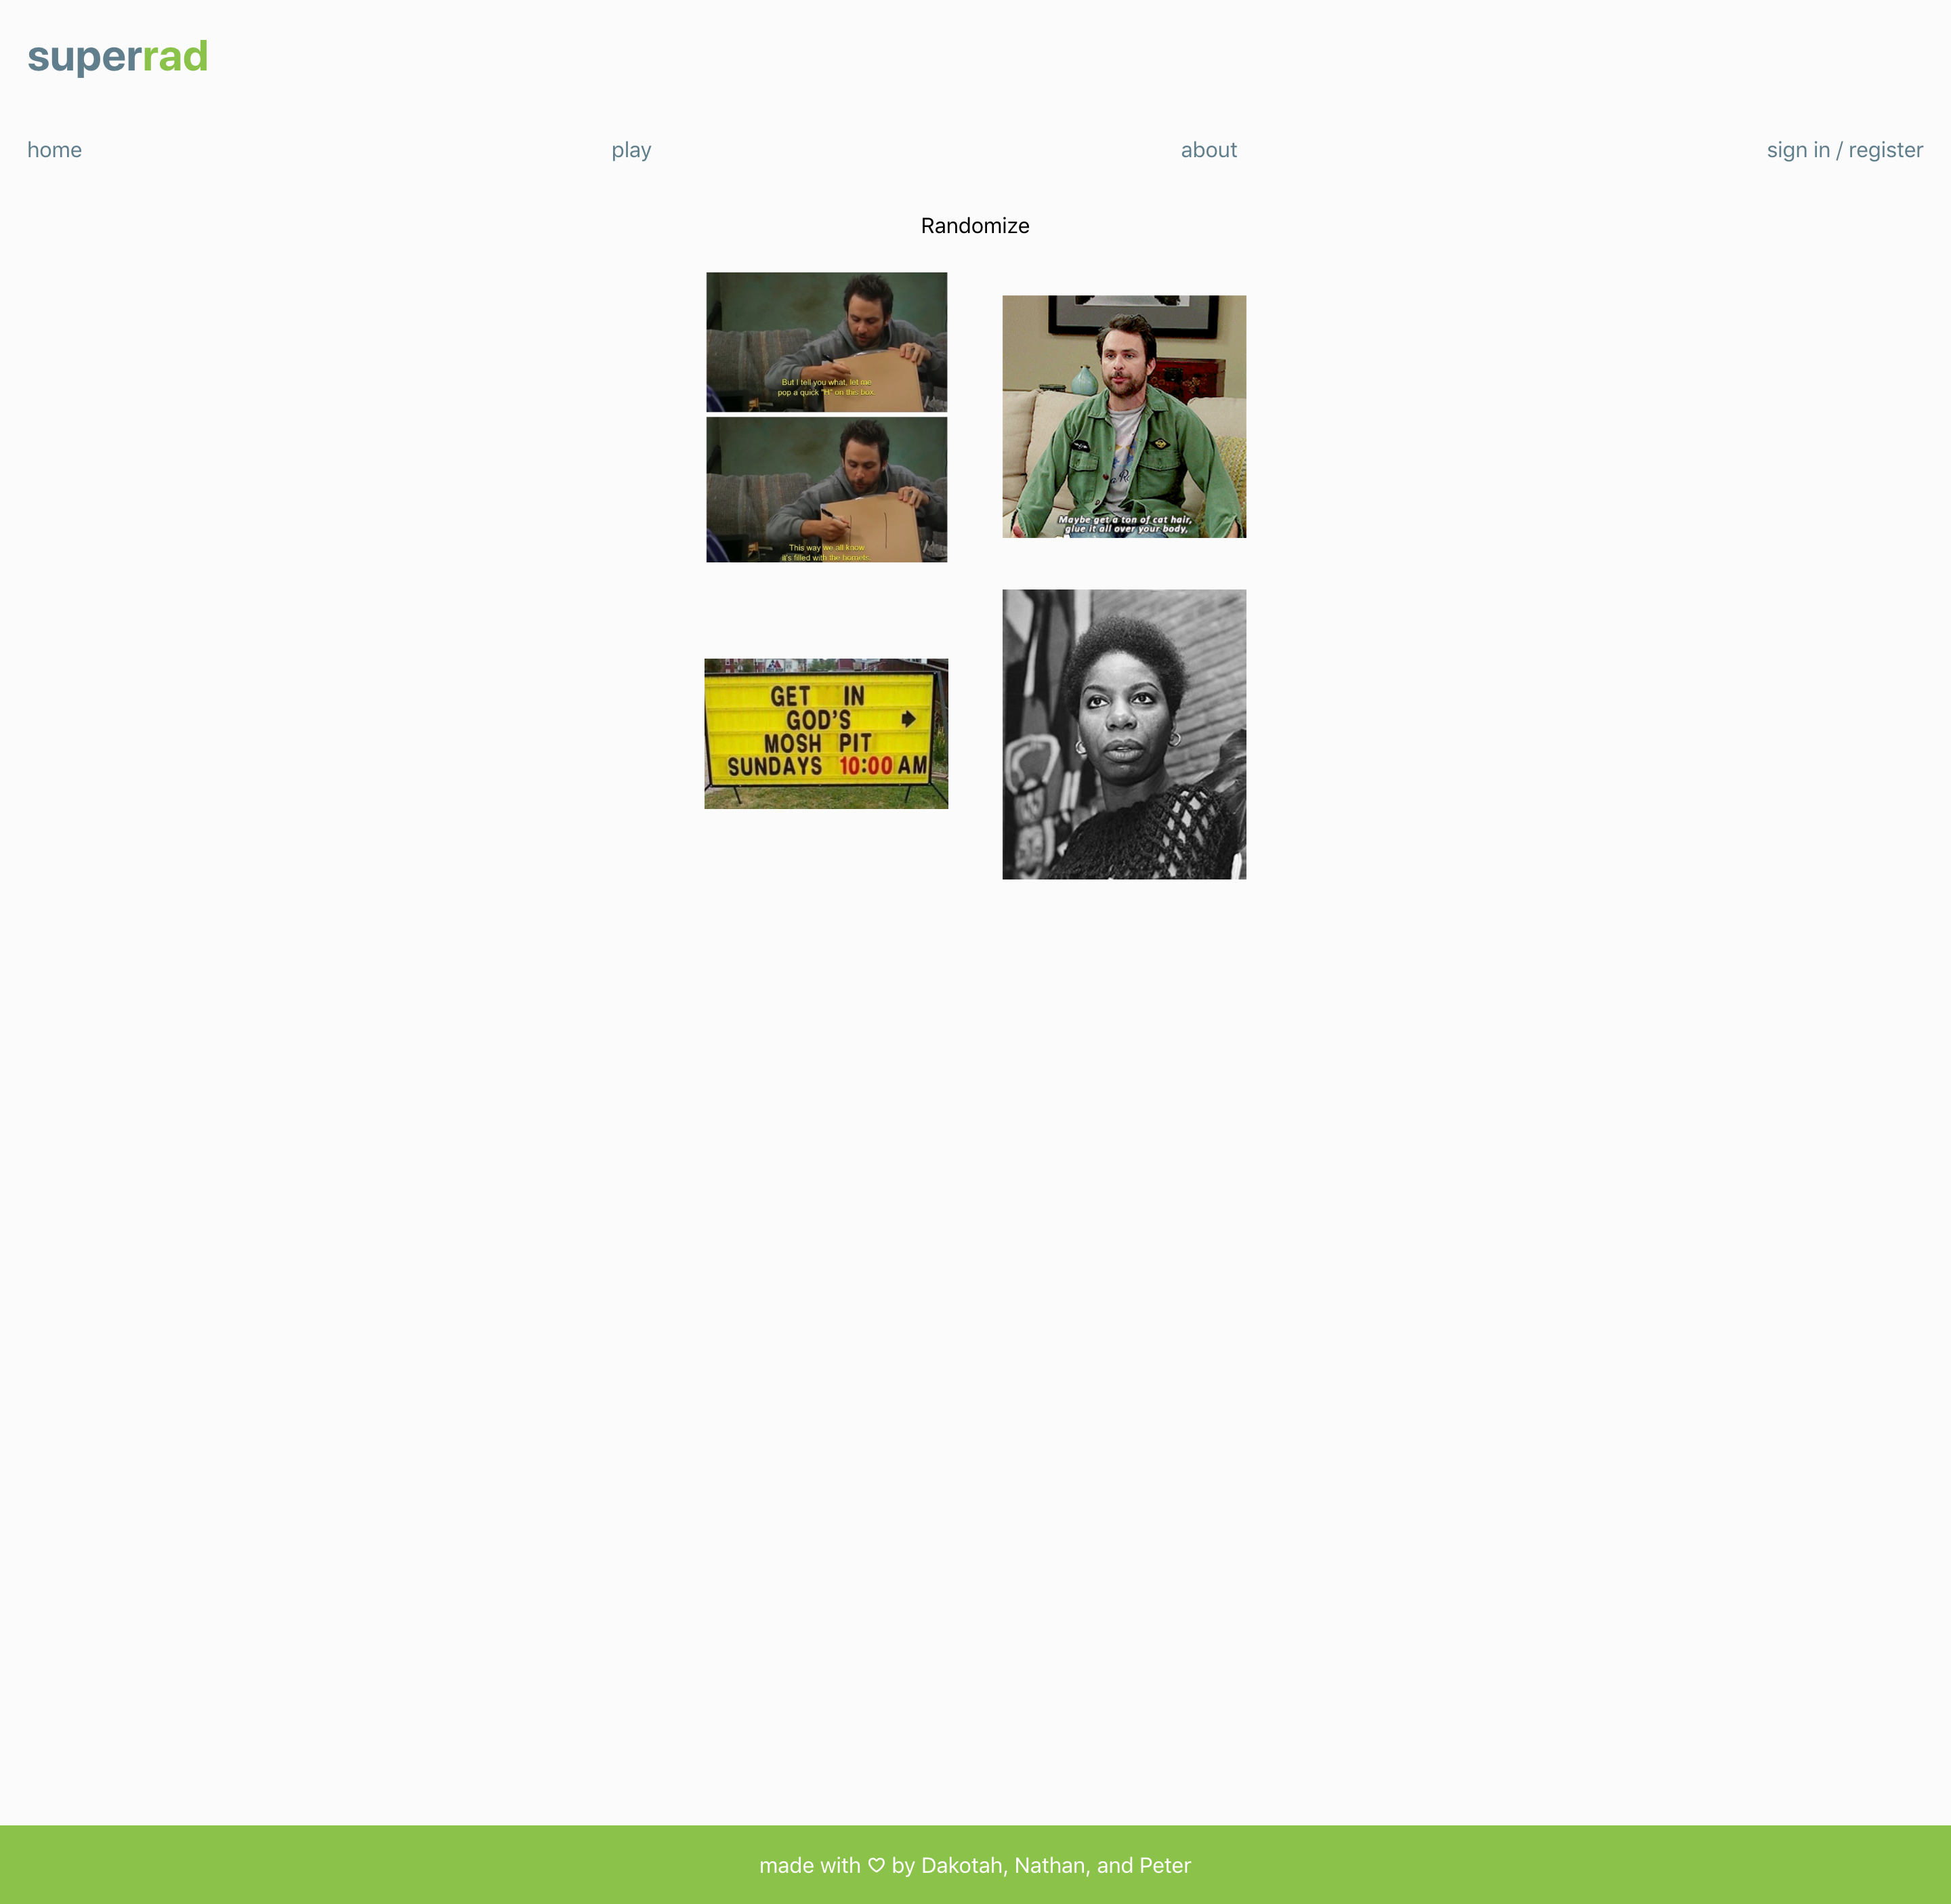 superrad
home play about sign in / register
Randomize
But I tell you what, let me
pop a quick "H" on this box.
This way we all know
it's filled with the hornets.
Maybe get a ton of cat hair,
glue it all over your body,
GET IN
GOD'S
MOSH PIT
SUNDAYS 10:00 AM
made with ♡ by Dakotah, Nathan, and Peter